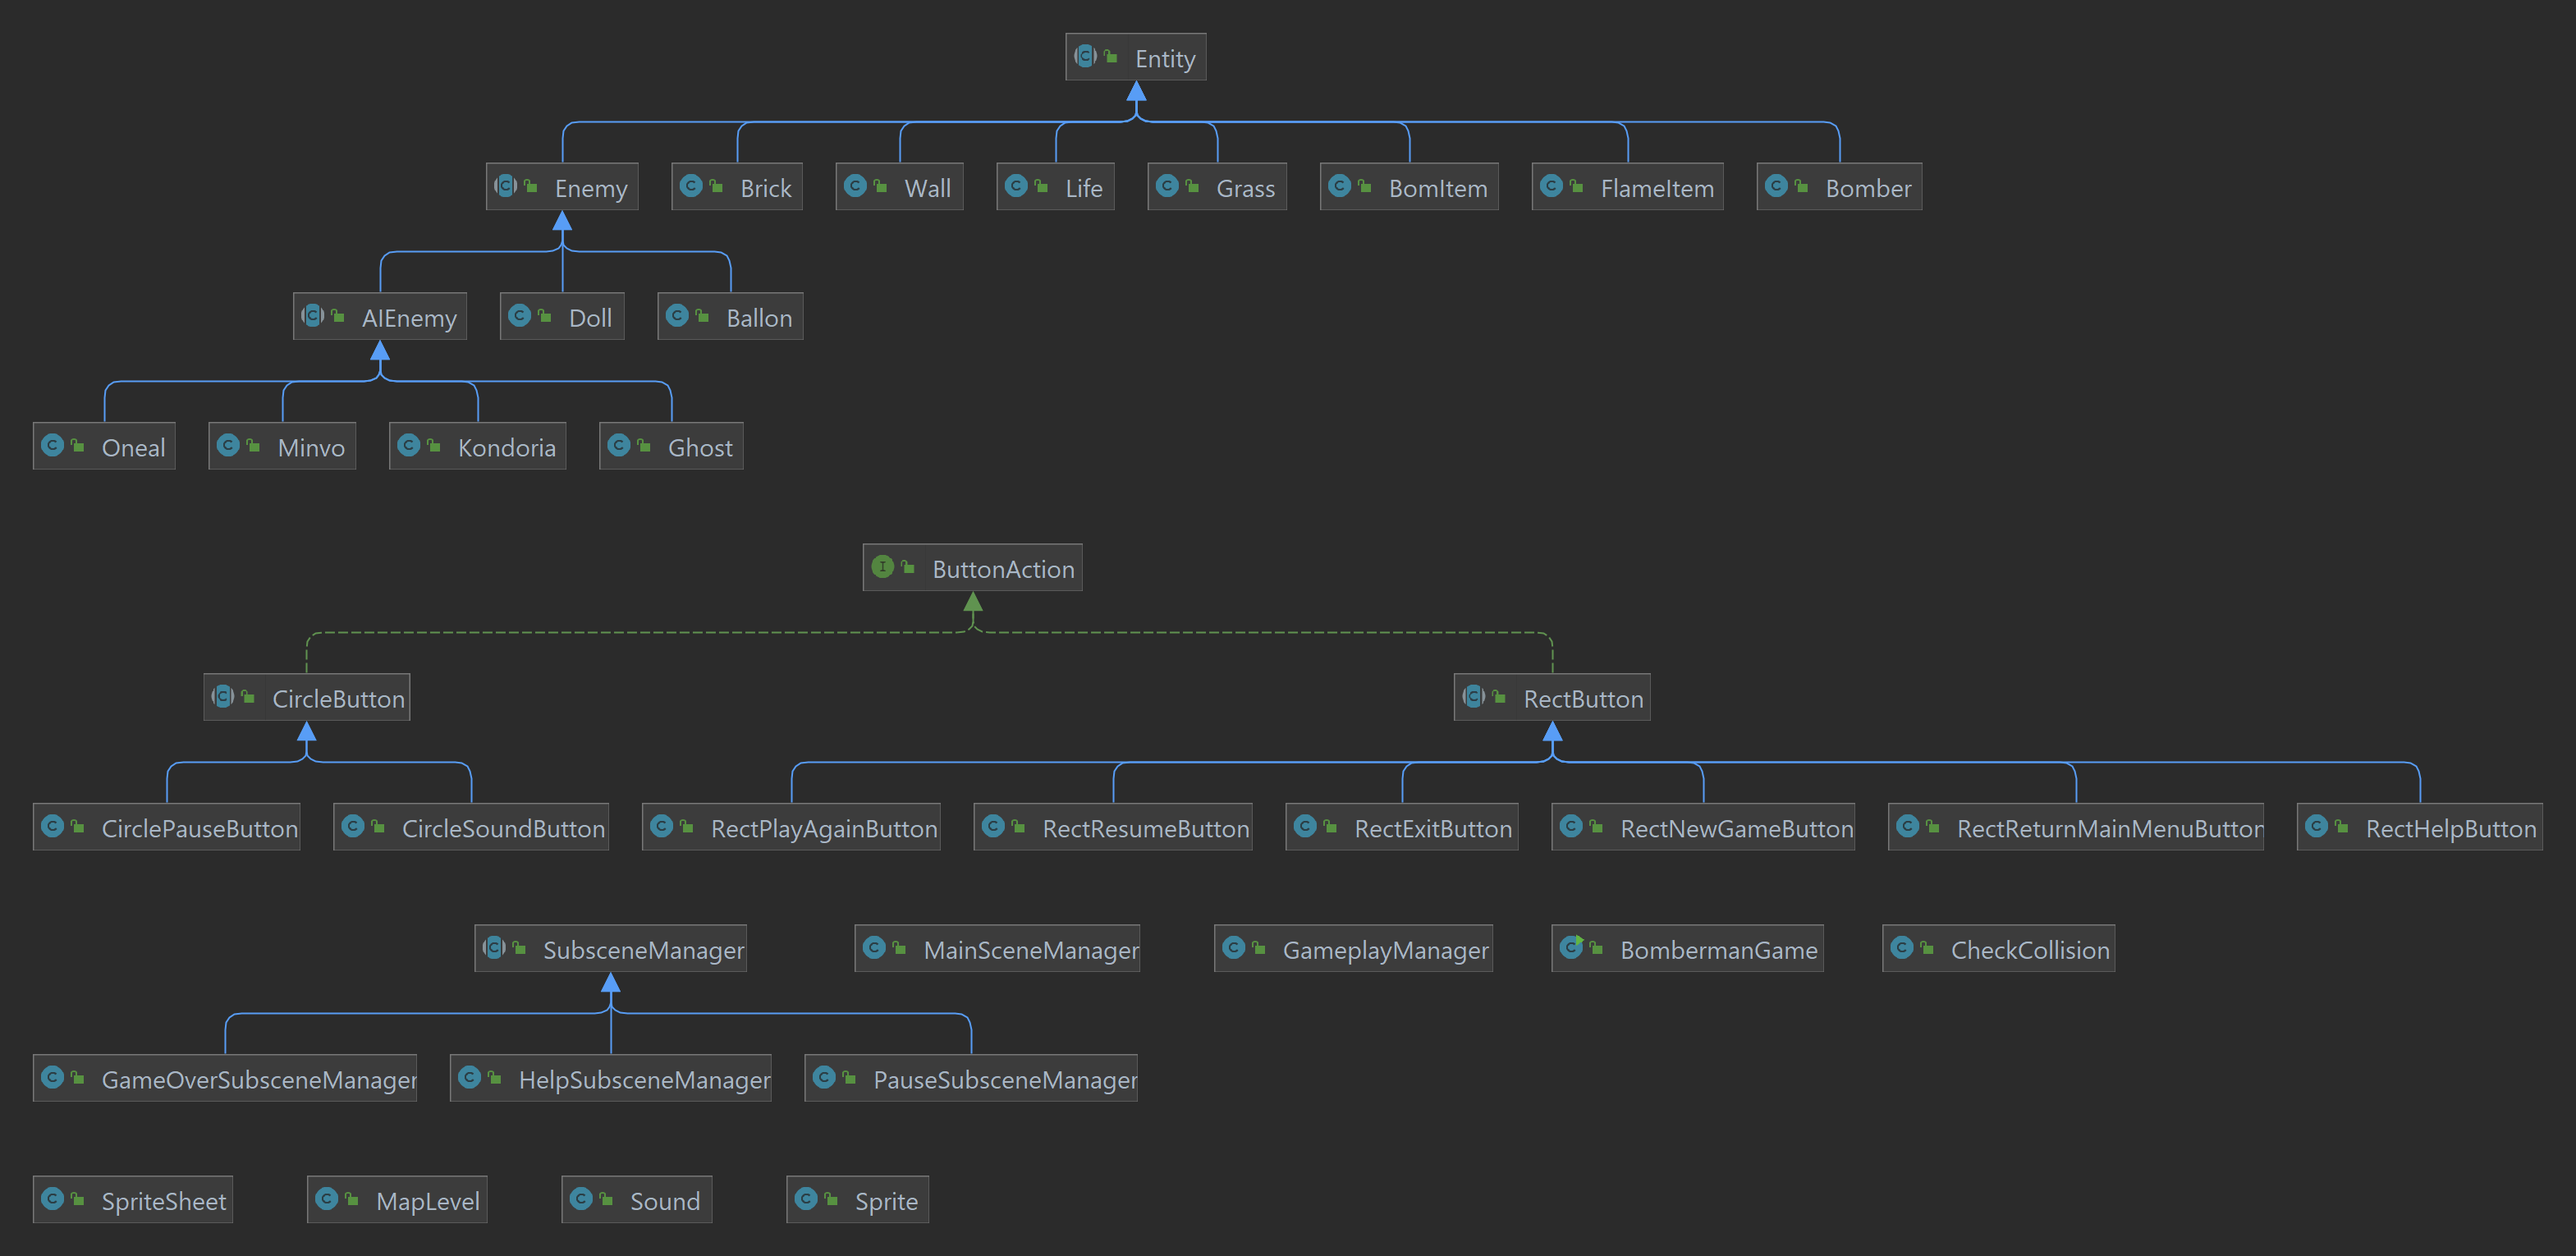 Entity
Enemy Brick Wall Life Grass BomItem FlameItem Bomber
AIEnemy Doll Ballon
Oneal Minvo Kondoria Ghost
ButtonAction
CircleButton RectButton
CirclePauseButton CircleSoundButton RectPlayAgainButton RectResumeButton RectExitButton RectNewGameButton RectReturnMainMenuButton RectHelpButton
SubsceneManager MainSceneManager GameplayManager BombermanGame CheckCollision
GameOverSubsceneManager HelpSubsceneManager PauseSubsceneManager
SpriteSheet MapLevel Sound Sprite